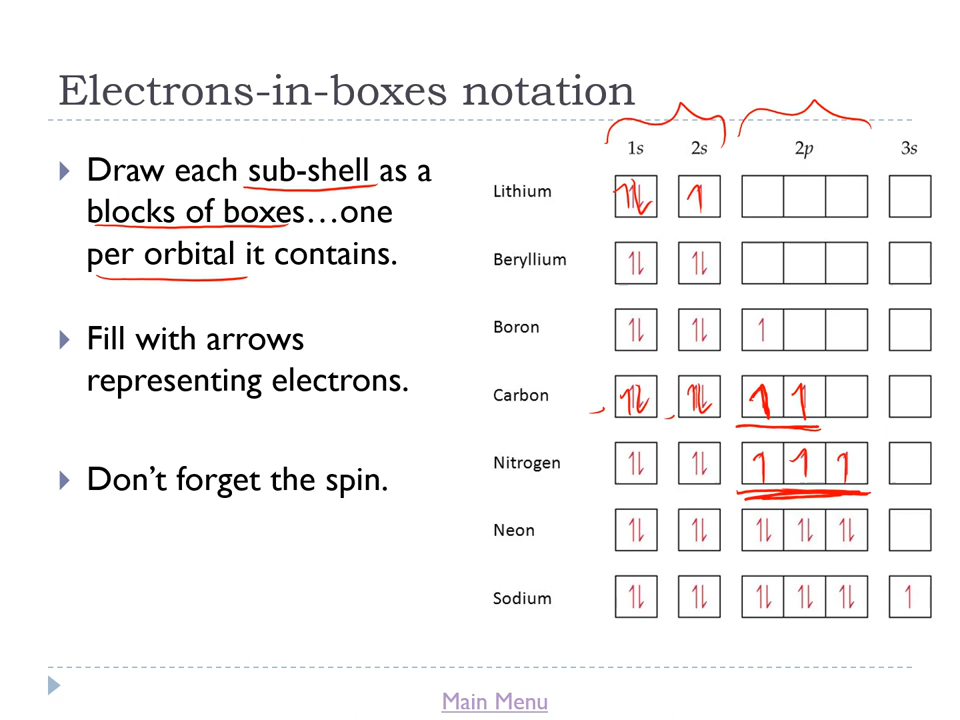 Electrons-in-boxes notation
Draw each sub-shell as a
blocks of boxes…one
per orbital it contains.
Fill with arrows
representing electrons.
Don’t forget the spin.
1s 2s 2p 3s
Lithium
Beryllium
Boron
Carbon
Nitrogen
Neon
Sodium
Main Menu